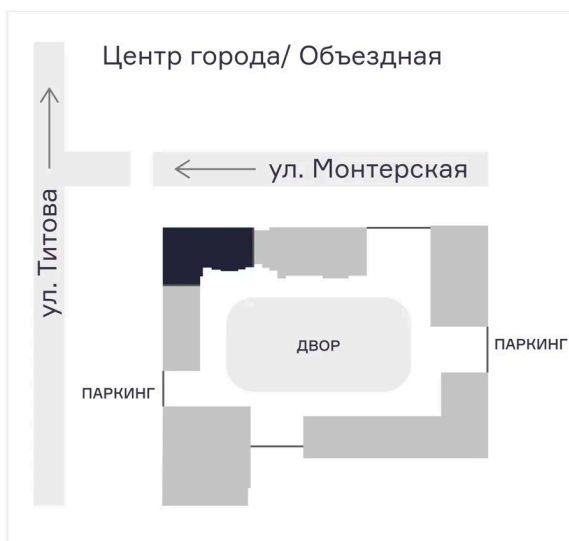 Центр города/ Объездная
ул. Монтерская
ул. Титова
ДВОР
ПАРКИНГ
ПАРКИНГ